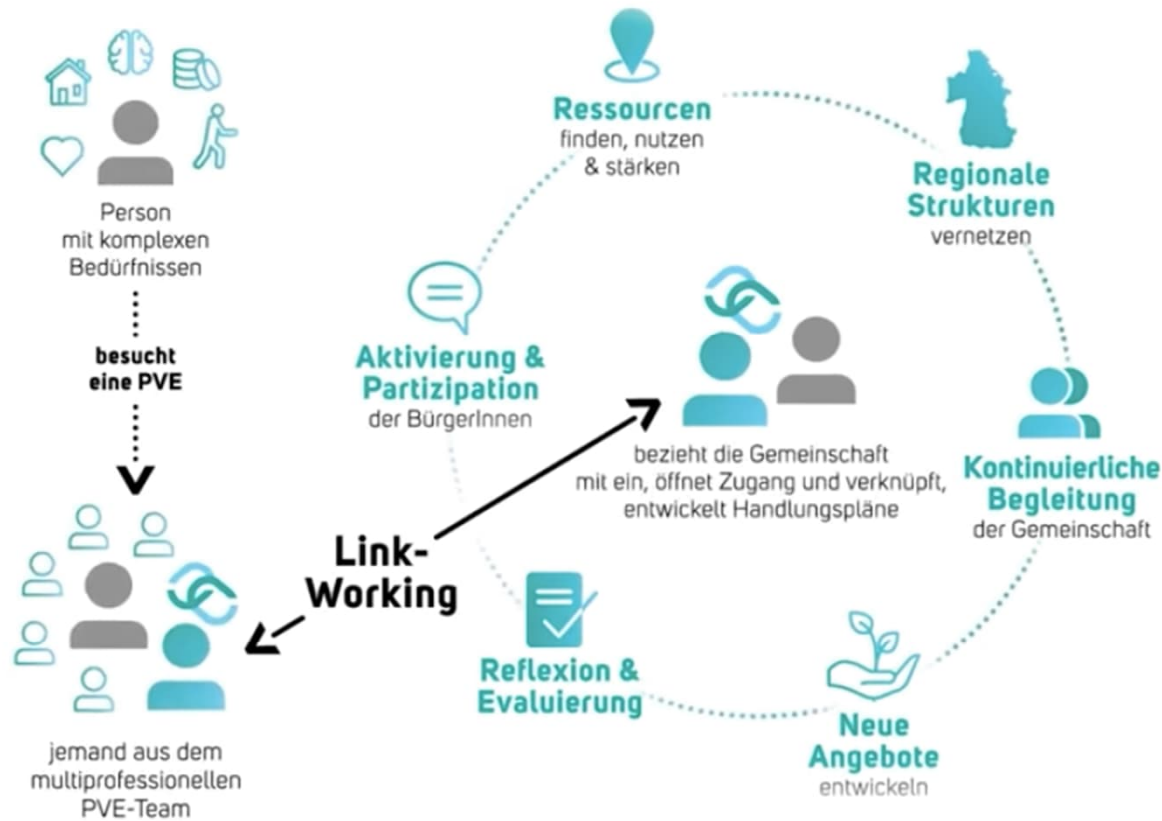 Person
mit komplexen
Bedürfnissen
besucht
eine PVE
jemand aus dem
multiprofessionellen
PVE-Team
Link-
Working
bezieht die Gemeinschaft
mit ein, öffnet Zugang und verknüpft,
entwickelt Handlungspläne
Ressourcen
finden, nutzen
& stärken
Regionale
Strukturen
vernetzen
Kontinuierliche
Begleitung
der Gemeinschaft
Neue
Angebote
entwickeln
Reflexion &
Evaluierung
Aktivierung &
Partizipation
der BürgerInnen